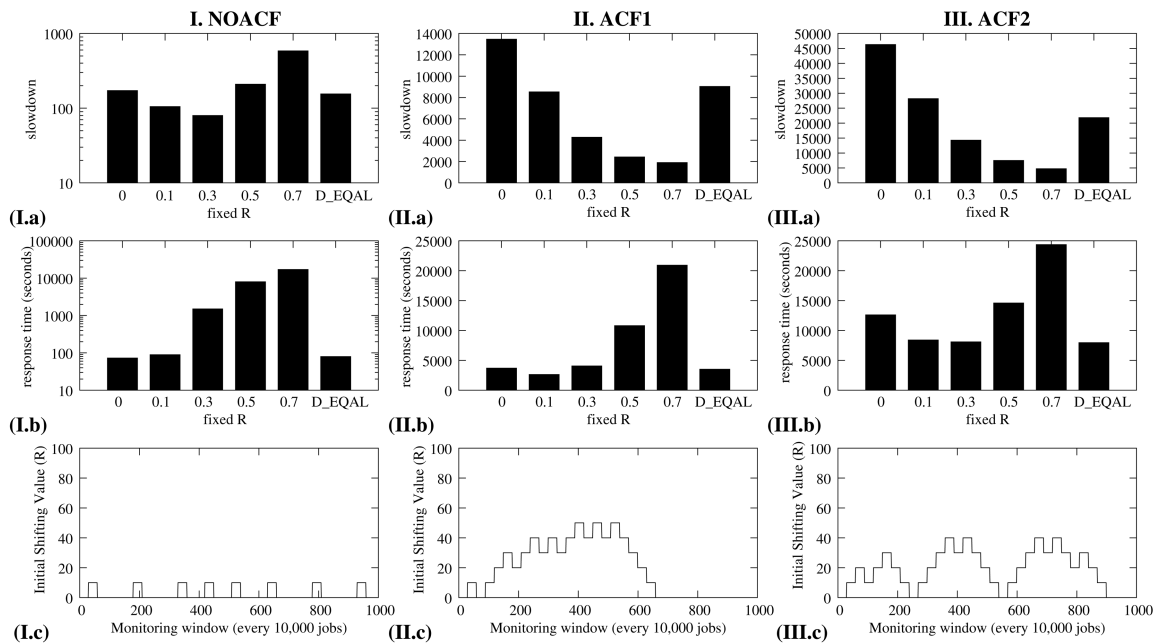 I. NOACF
II. ACF1
III. ACF2
slowdown
1000
100
10
0 0.1 0.3 0.5 0.7 D_EQAL
fixed R
(I.a)
slowdown
14000
12000
10000
8000
6000
4000
2000
0
0 0.1 0.3 0.5 0.7 D_EQAL
fixed R
(II.a)
slowdown
50000
45000
40000
35000
30000
25000
20000
15000
10000
5000
0
0 0.1 0.3 0.5 0.7 D_EQAL
fixed R
(III.a)
response time (seconds)
100000
10000
1000
100
10
0 0.1 0.3 0.5 0.7 D_EQAL
fixed R
(I.b)
response time (seconds)
25000
20000
15000
10000
5000
0
0 0.1 0.3 0.5 0.7 D_EQAL
fixed R
(II.b)
response time (seconds)
25000
20000
15000
10000
5000
0
0 0.1 0.3 0.5 0.7 D_EQAL
fixed R
(III.b)
Initial Shifting Value (R)
100
80
60
40
20
0
0 200 400 600 800 1000
Monitoring window (every 10,000 jobs)
(I.c)
Initial Shifting Value (R)
100
80
60
40
20
0
0 200 400 600 800 1000
Monitoring window (every 10,000 jobs)
(II.c)
Initial Shifting Value (R)
100
80
60
40
20
0
0 200 400 600 800 1000
Monitoring window (every 10,000 jobs)
(III.c)